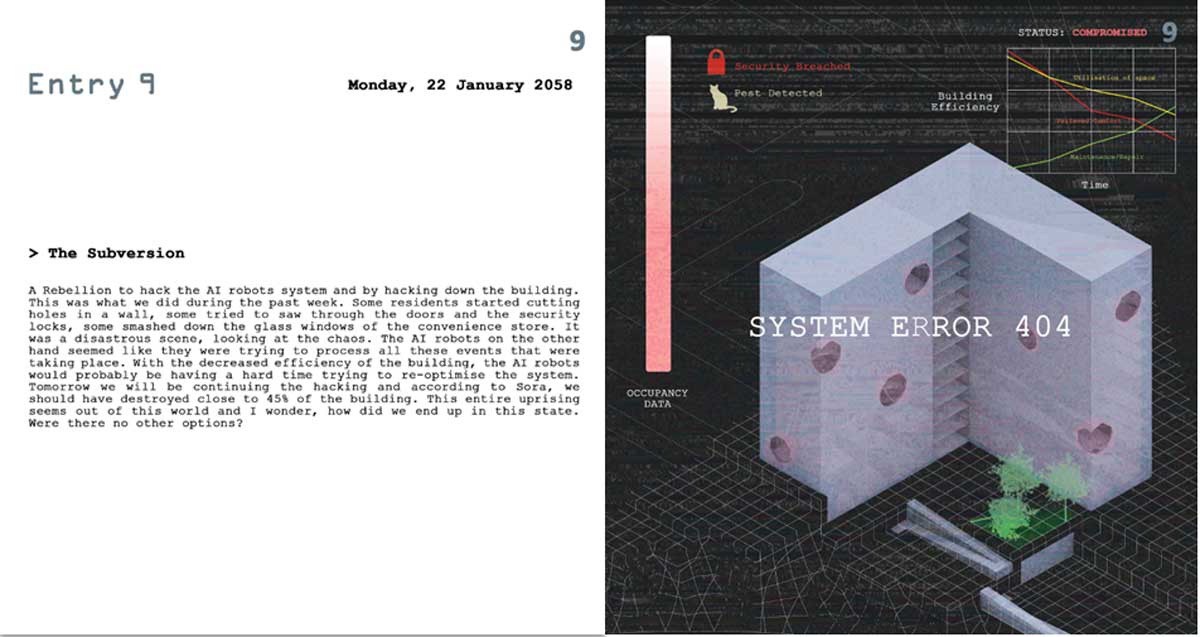 9
Entry 9
Monday, 22 January 2058
> The Subversion
A Rebellion to hack the AI robots system and by hacking down the building.
This was what we did during the past week. Some residents started cutting
holes in a wall, some tried to saw through the doors and the security
locks, some smashed down the glass windows of the convenience store. It
was a disastrous scene, looking at the chaos. The AI robots on the other
hand seemed like they were trying to process all these events that were
taking place. With the decreased efficiency of the building, the AI robots
would probably be having a hard time trying to re-optimise the system.
Tomorrow we will be continuing the hacking and according to Sora, we
should have destroyed close to 45% of the building. This entire uprising
seems out of this world and I wonder, how did we end up in this state.
Were there no other options?
STATUS: COMPROMISED
9
Security Breached
Pest Detected
Building
Efficiency
Utilisation of space
Maintenance/Repair
Time
SYSTEM ERROR 404
OCCUPANCY
DATA